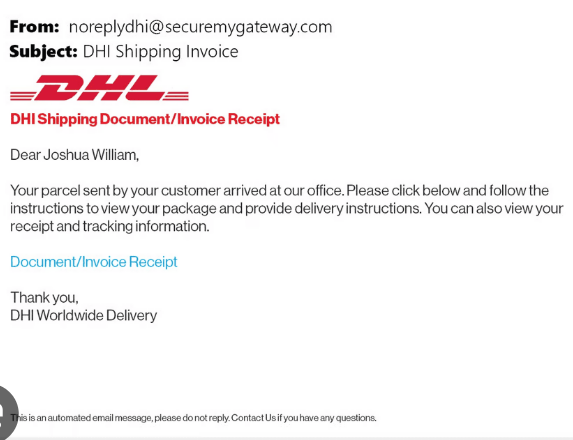 From: noreplydhi@securemygateway.com
Subject: DHI Shipping Invoice
DHL
DHI Shipping Document/Invoice Receipt
Dear Joshua William,
Your parcel sent by your customer arrived at our office. Please click below and follow the
instructions to view your package and provide delivery instructions. You can also view your
receipt and tracking information.
Document/Invoice Receipt
Thank you,
DHI Worldwide Delivery
This is an automated email message, please do not reply. Contact Us if you have any questions.